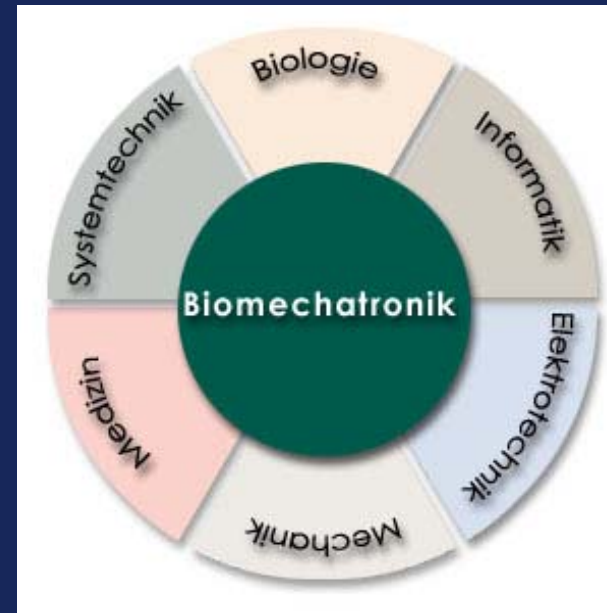 Biologie
Informatik
Elektrotechnik
Mechanik
Medizin
Systemtechnik
Biomechatronik